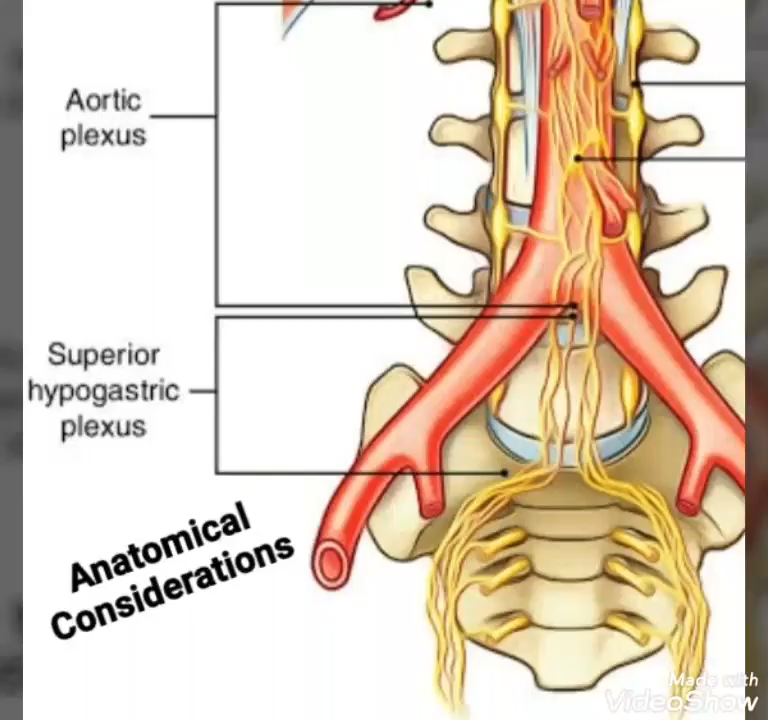 Aortic
plexus
Superior
hypogastric
plexus
Anatomical
Considerations
Made with
VideoShow